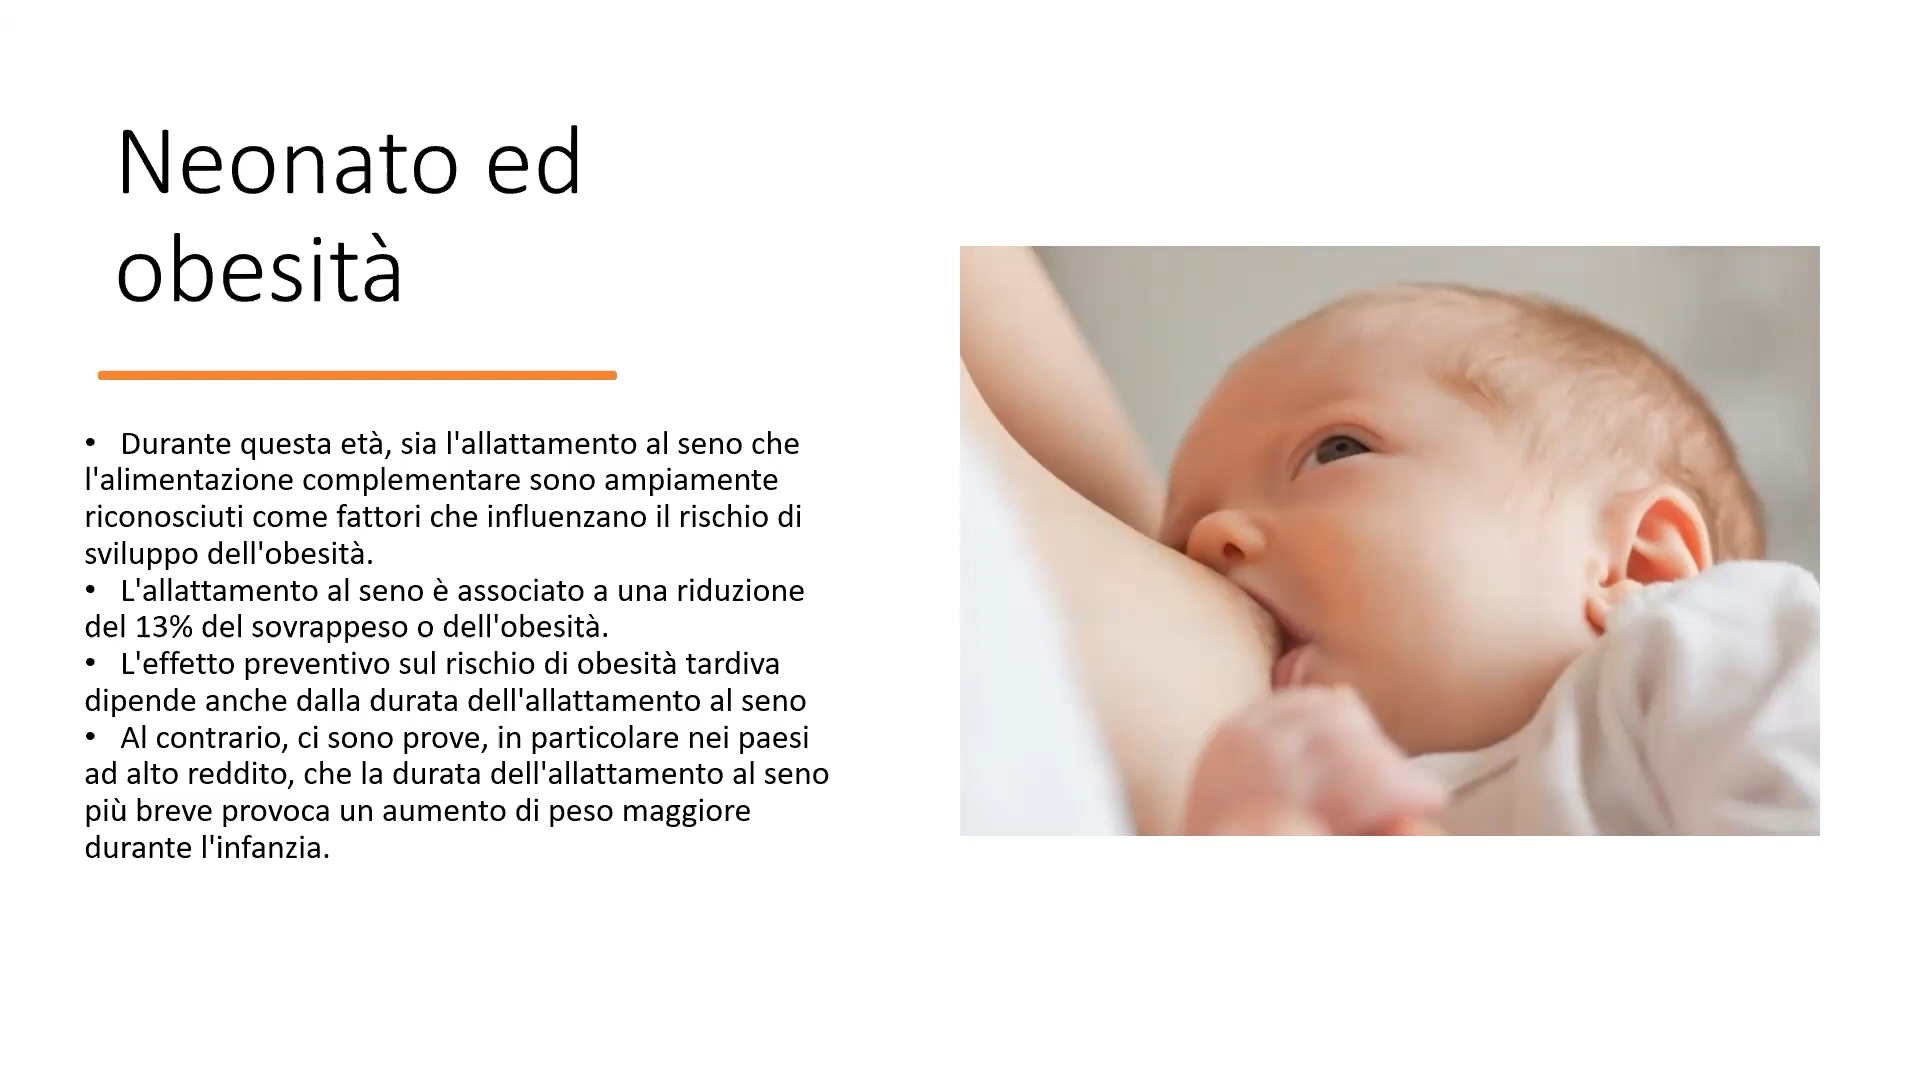 Neonato ed
obesità
• Durante questa età, sia l'allattamento al seno che
l'alimentazione complementare sono ampiamente
riconosciuti come fattori che influenzano il rischio di
sviluppo dell'obesità.
• L'allattamento al seno è associato a una riduzione
del 13% del sovrappeso o dell'obesità.
• L'effetto preventivo sul rischio di obesità tardiva
dipende anche dalla durata dell'allattamento al seno
• Al contrario, ci sono prove, in particolare nei paesi
ad alto reddito, che la durata dell'allattamento al seno
più breve provoca un aumento di peso maggiore
durante l'infanzia.